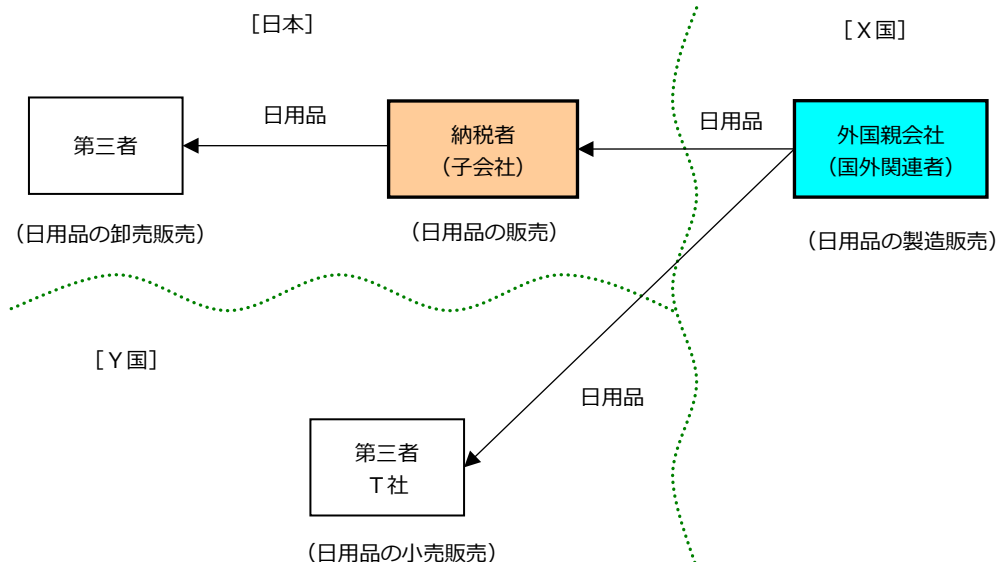 ［日本］
［Ｘ国］
第三者
日用品
納税者
（子会社）
日用品
外国親会社
（国外関連者）
（日用品の卸売販売）
（日用品の販売）
（日用品の製造販売）
［Ｙ国］
日用品
第三者
Ｔ社
（日用品の小売販売）